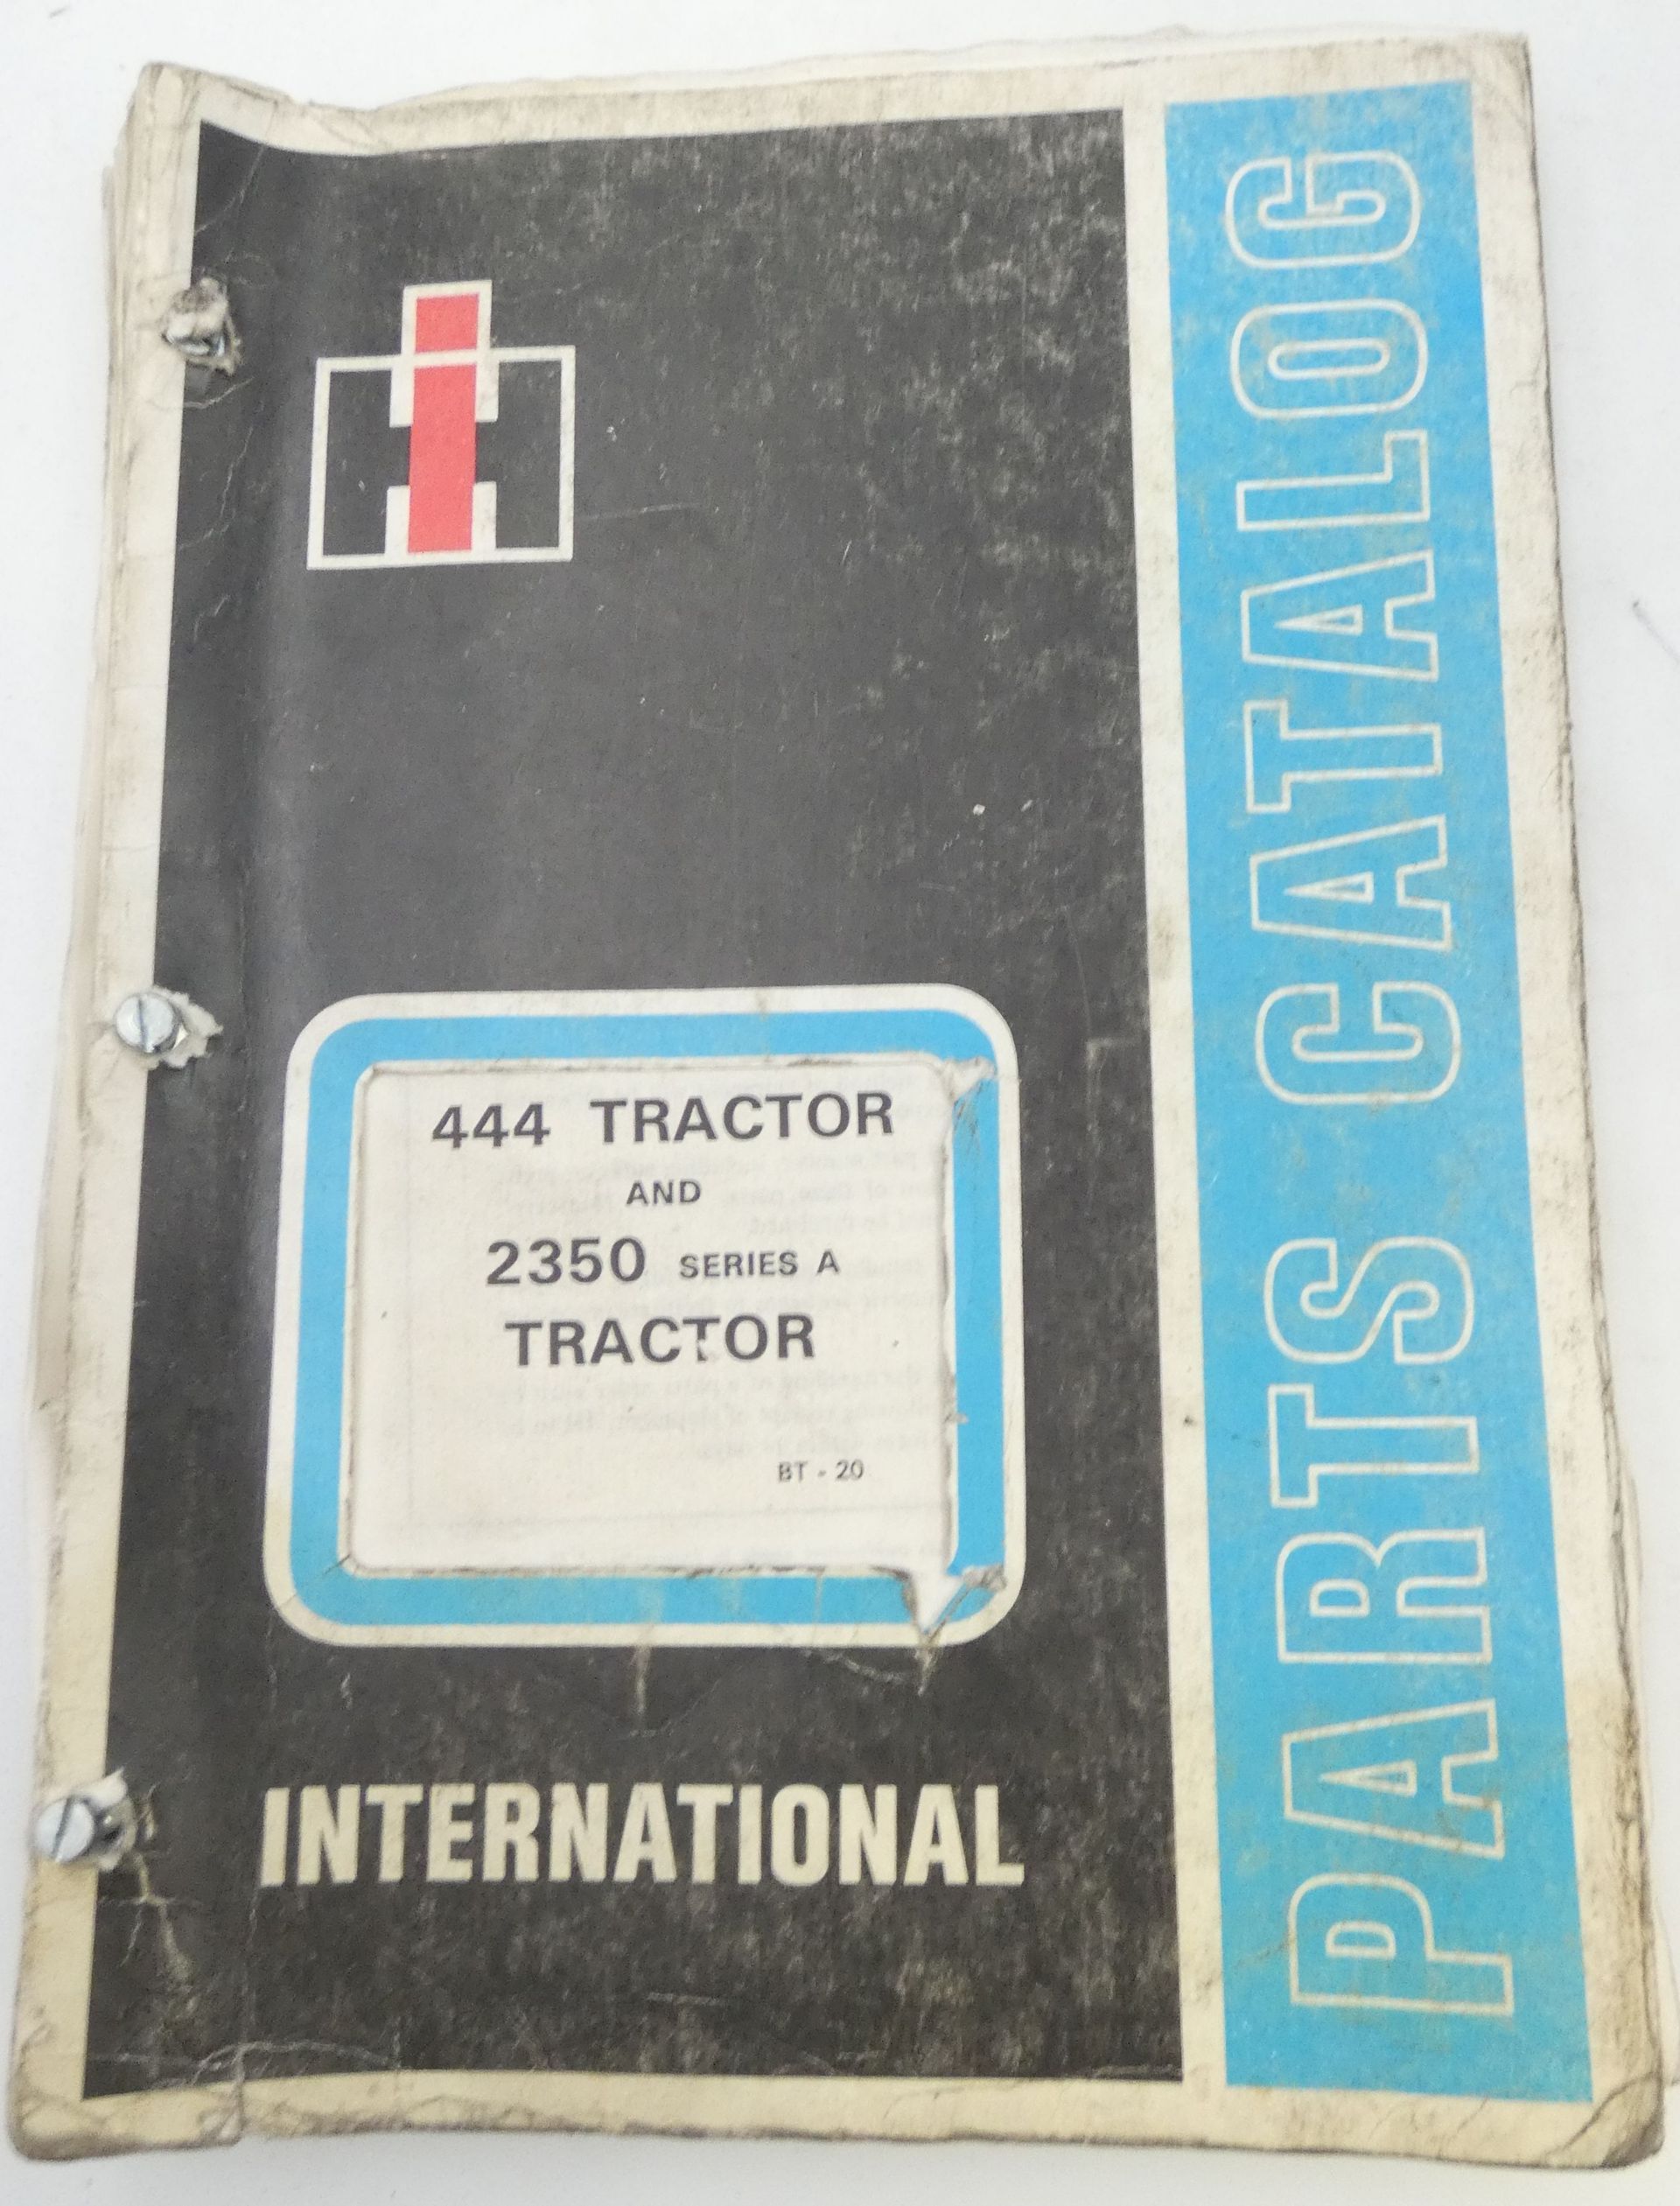 444 TRACTOR
AND
2350 SERIES A
TRACTOR
BT - 20
INTERNATIONAL
PARTS CATALOG